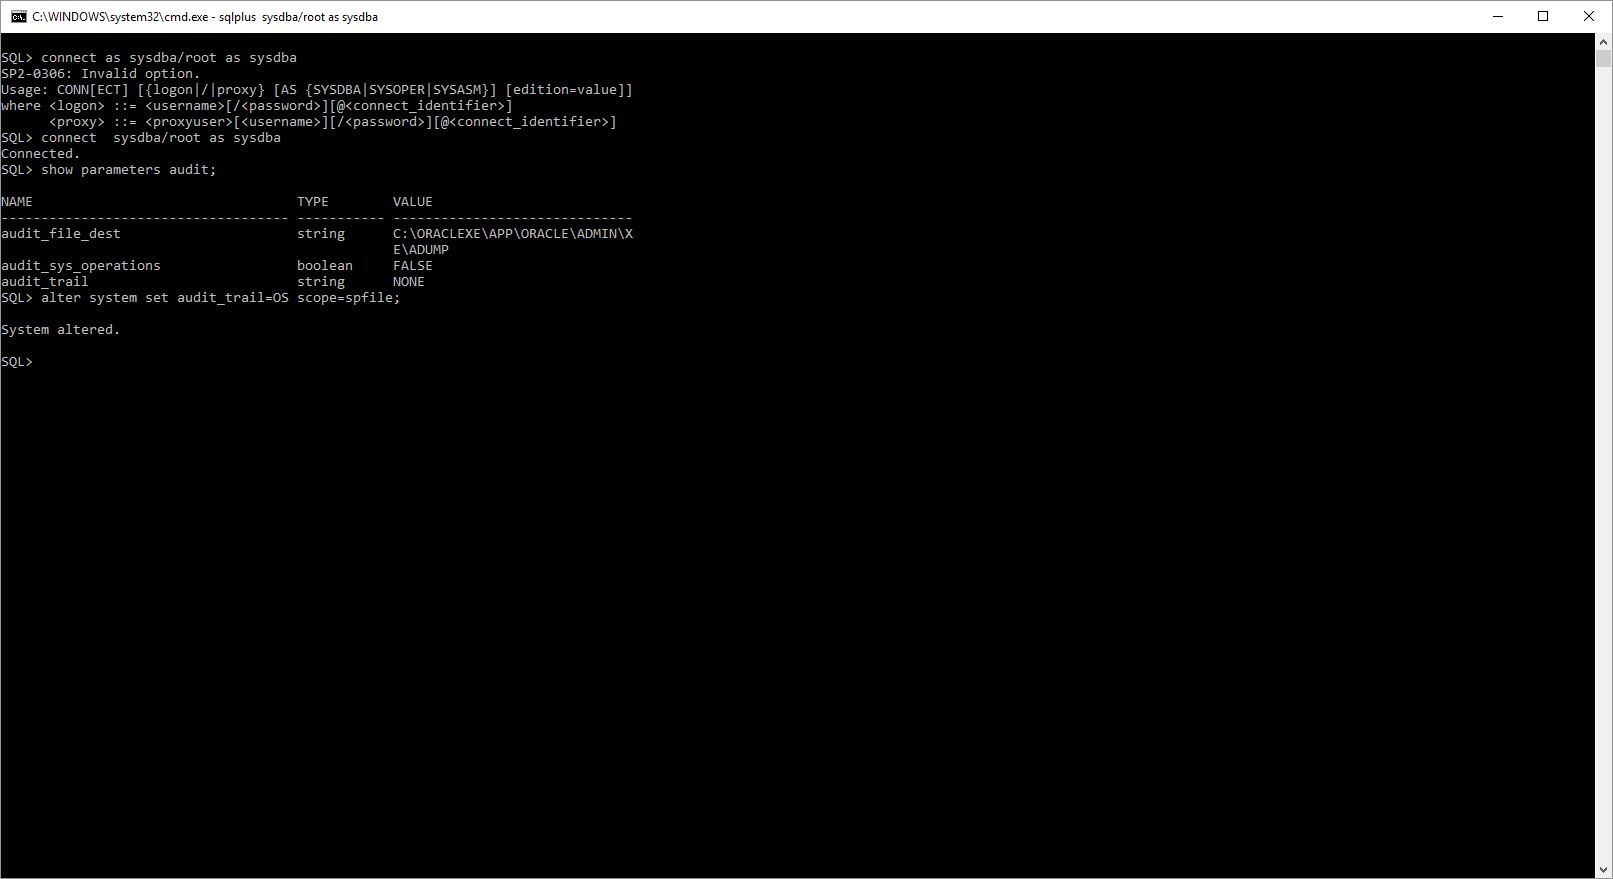 C:\WINDOWS\system32\cmd.exe - sqlplus  sysdba/root as sysdba
SQL> connect as sysdba/root as sysdba
SP2-0306: Invalid option.
Usage: CONN[ECT] [{logon|/|proxy} [AS {SYSDBA|SYSOPER|SYSASM}] [edition=value]]
where <logon> ::= <username>[/<password>][@<connect_identifier>]
      <proxy> ::= <proxyuser>[<username>][/<password>][@<connect_identifier>]
SQL> connect  sysdba/root as sysdba
Connected.
SQL> show parameters audit;
NAME                                 TYPE        VALUE
------------------------------------ ----------- ------------------------------
audit_file_dest                      string      C:\ORACLEXE\APP\ORACLE\ADMIN\X
                                                 E\ADUMP
audit_sys_operations                 boolean     FALSE
audit_trail                          string      NONE
SQL> alter system set audit_trail=OS scope=spfile;
System altered.
SQL>